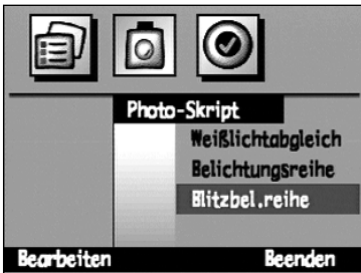 Photo-Skript
Weißlichtabgleich
Belichtungsreihe
Blitzbel.reihe
Bearbeiten Beenden